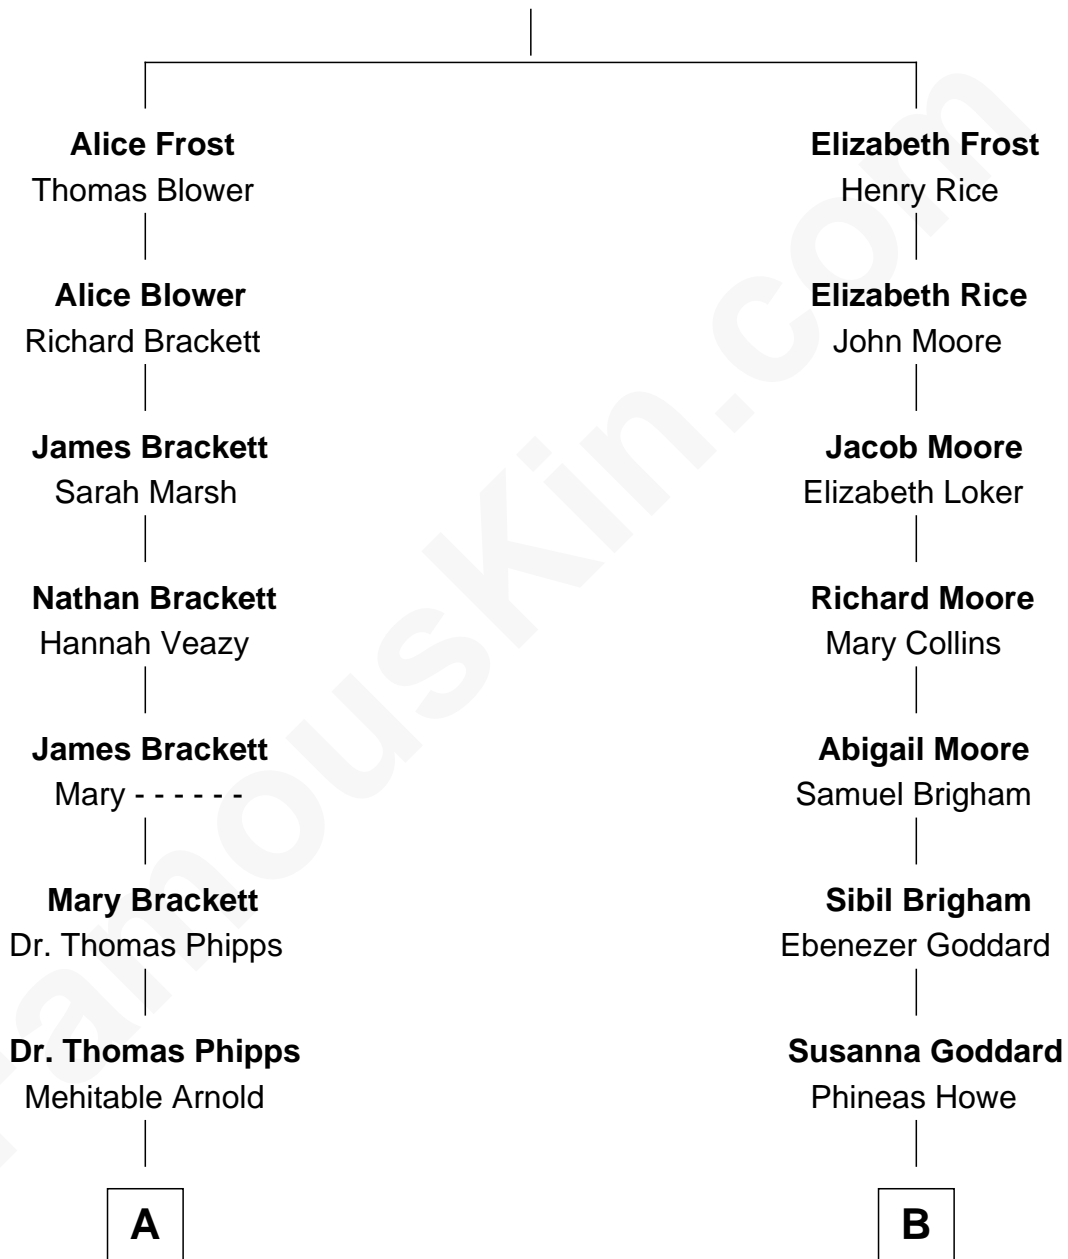 Alice Frost
Thomas Blower
Alice Blower
Richard Brackett
James Brackett
Sarah Marsh
Nathan Brackett
Hannah Veazy
James Brackett
Mary - - - - - -
Mary Brackett
Dr. Thomas Phipps
Dr. Thomas Phipps
Mehitable Arnold
A
Elizabeth Frost
Henry Rice
Elizabeth Rice
John Moore
Jacob Moore
Elizabeth Loker
Richard Moore
Mary Collins
Abigail Moore
Samuel Brigham
Sibil Brigham
Ebenezer Goddard
Susanna Goddard
Phineas Howe
B
FamousKin.com